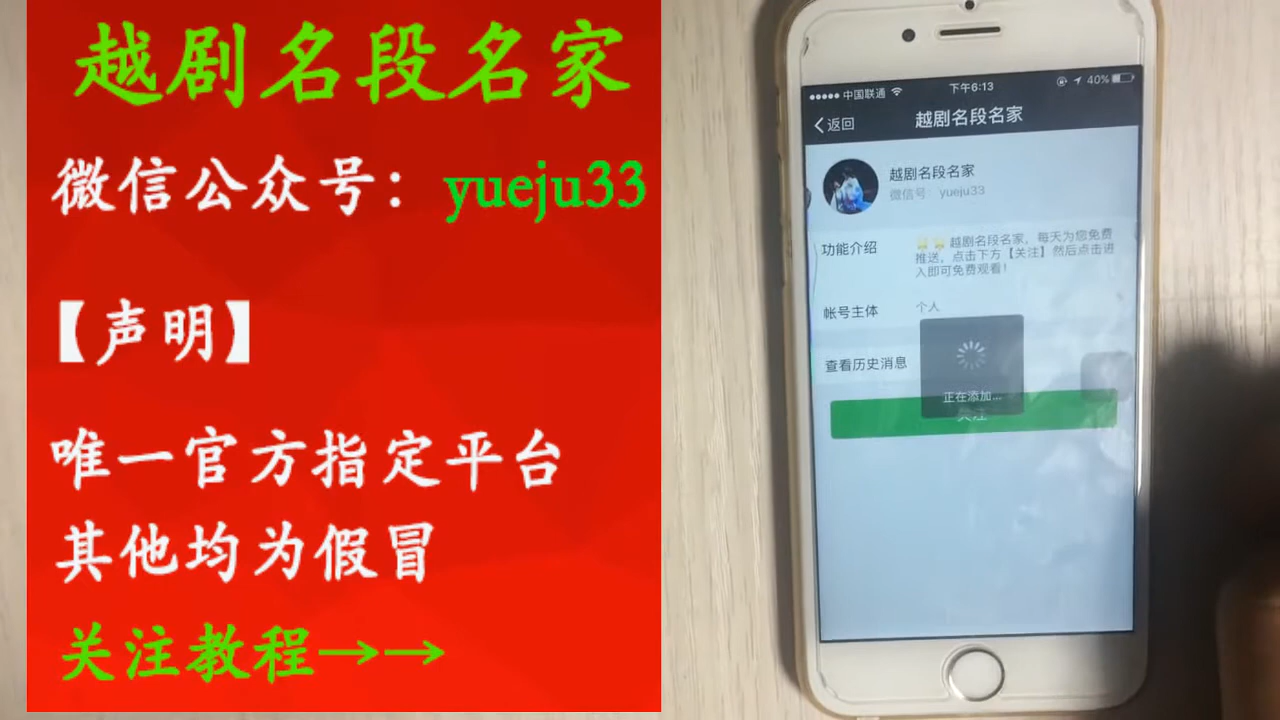 越剧名段名家
微信公众号：yueju33
【声明】
唯一官方指定平台
其他均为假冒
关注教程→→
中国联通
下午6:13
40%
返回
越剧名段名家
越剧名段名家
微信号：yueju33
功能介绍
越剧名段名家，每天为您免费
推送，点击下方【关注】然后点击进
入即可免费观看！
帐号主体
个人
查看历史消息
正在添加...
关注